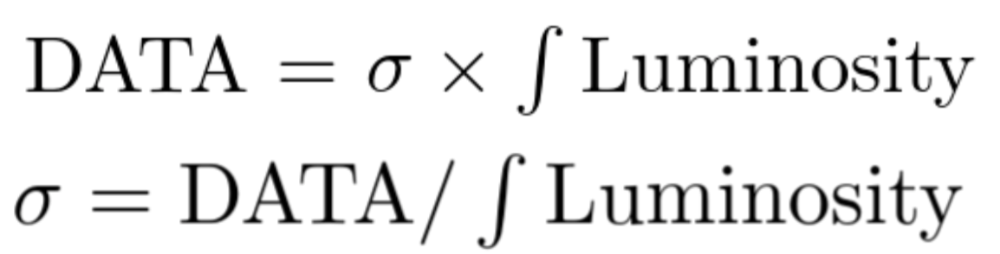 DATA = σ × ∫ Luminosity
σ = DATA/ ∫ Luminosity